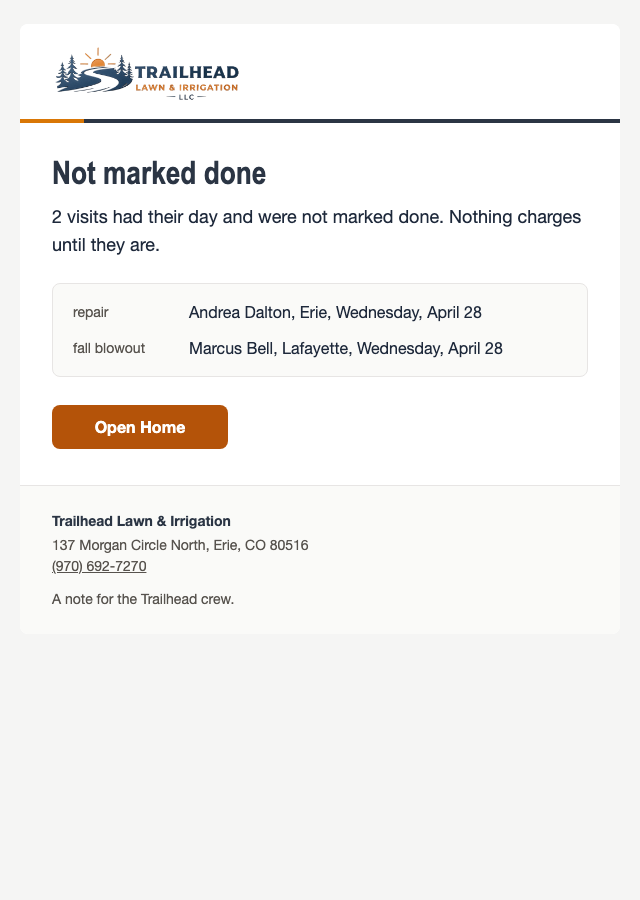 TRAILHEAD
LAWN & IRRIGATION
LLC
Not marked done
2 visits had their day and were not marked done. Nothing charges
until they are.
repair Andrea Dalton, Erie, Wednesday, April 28
fall blowout Marcus Bell, Lafayette, Wednesday, April 28
Open Home
Trailhead Lawn & Irrigation
137 Morgan Circle North, Erie, CO 80516
(970) 692-7270
A note for the Trailhead crew.